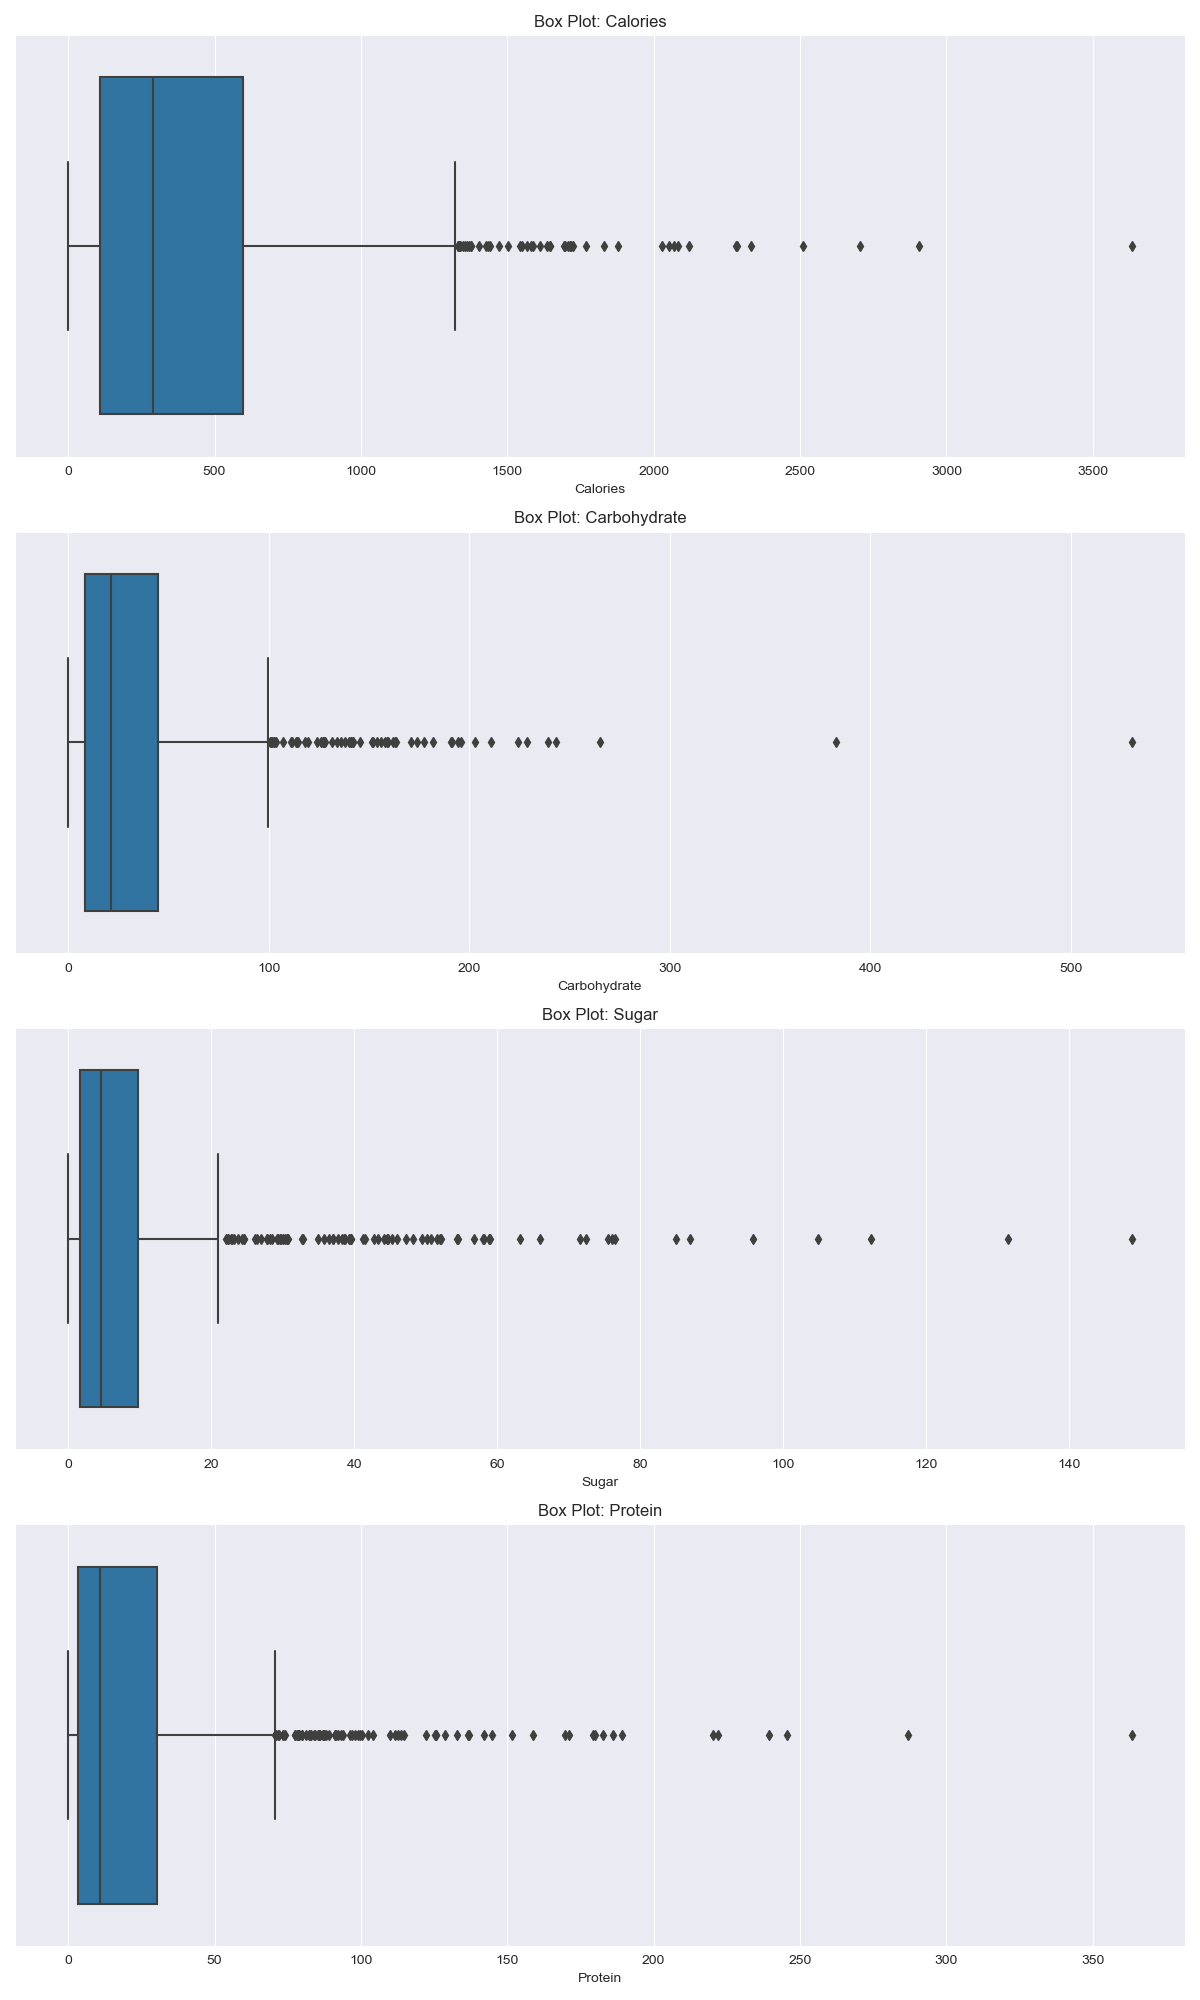 Box Plot: Calories
0 500 1000 1500 2000 2500 3000 3500
Calories
Box Plot: Carbohydrate
0 100 200 300 400 500
Carbohydrate
Box Plot: Sugar
0 20 40 60 80 100 120 140
Sugar
Box Plot: Protein
0 50 100 150 200 250 300 350
Protein